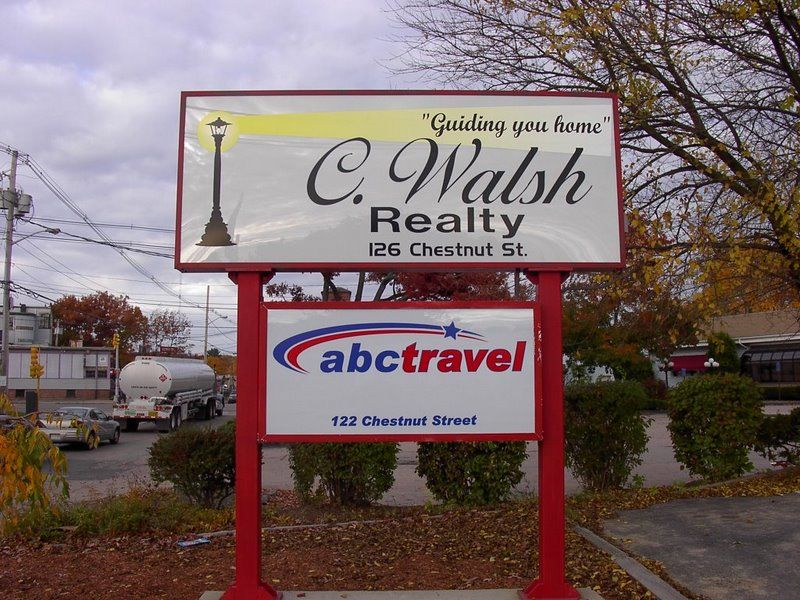 "Guiding you home"
C. Walsh
Realty
126 Chestnut St.
abctravel
122 Chestnut Street